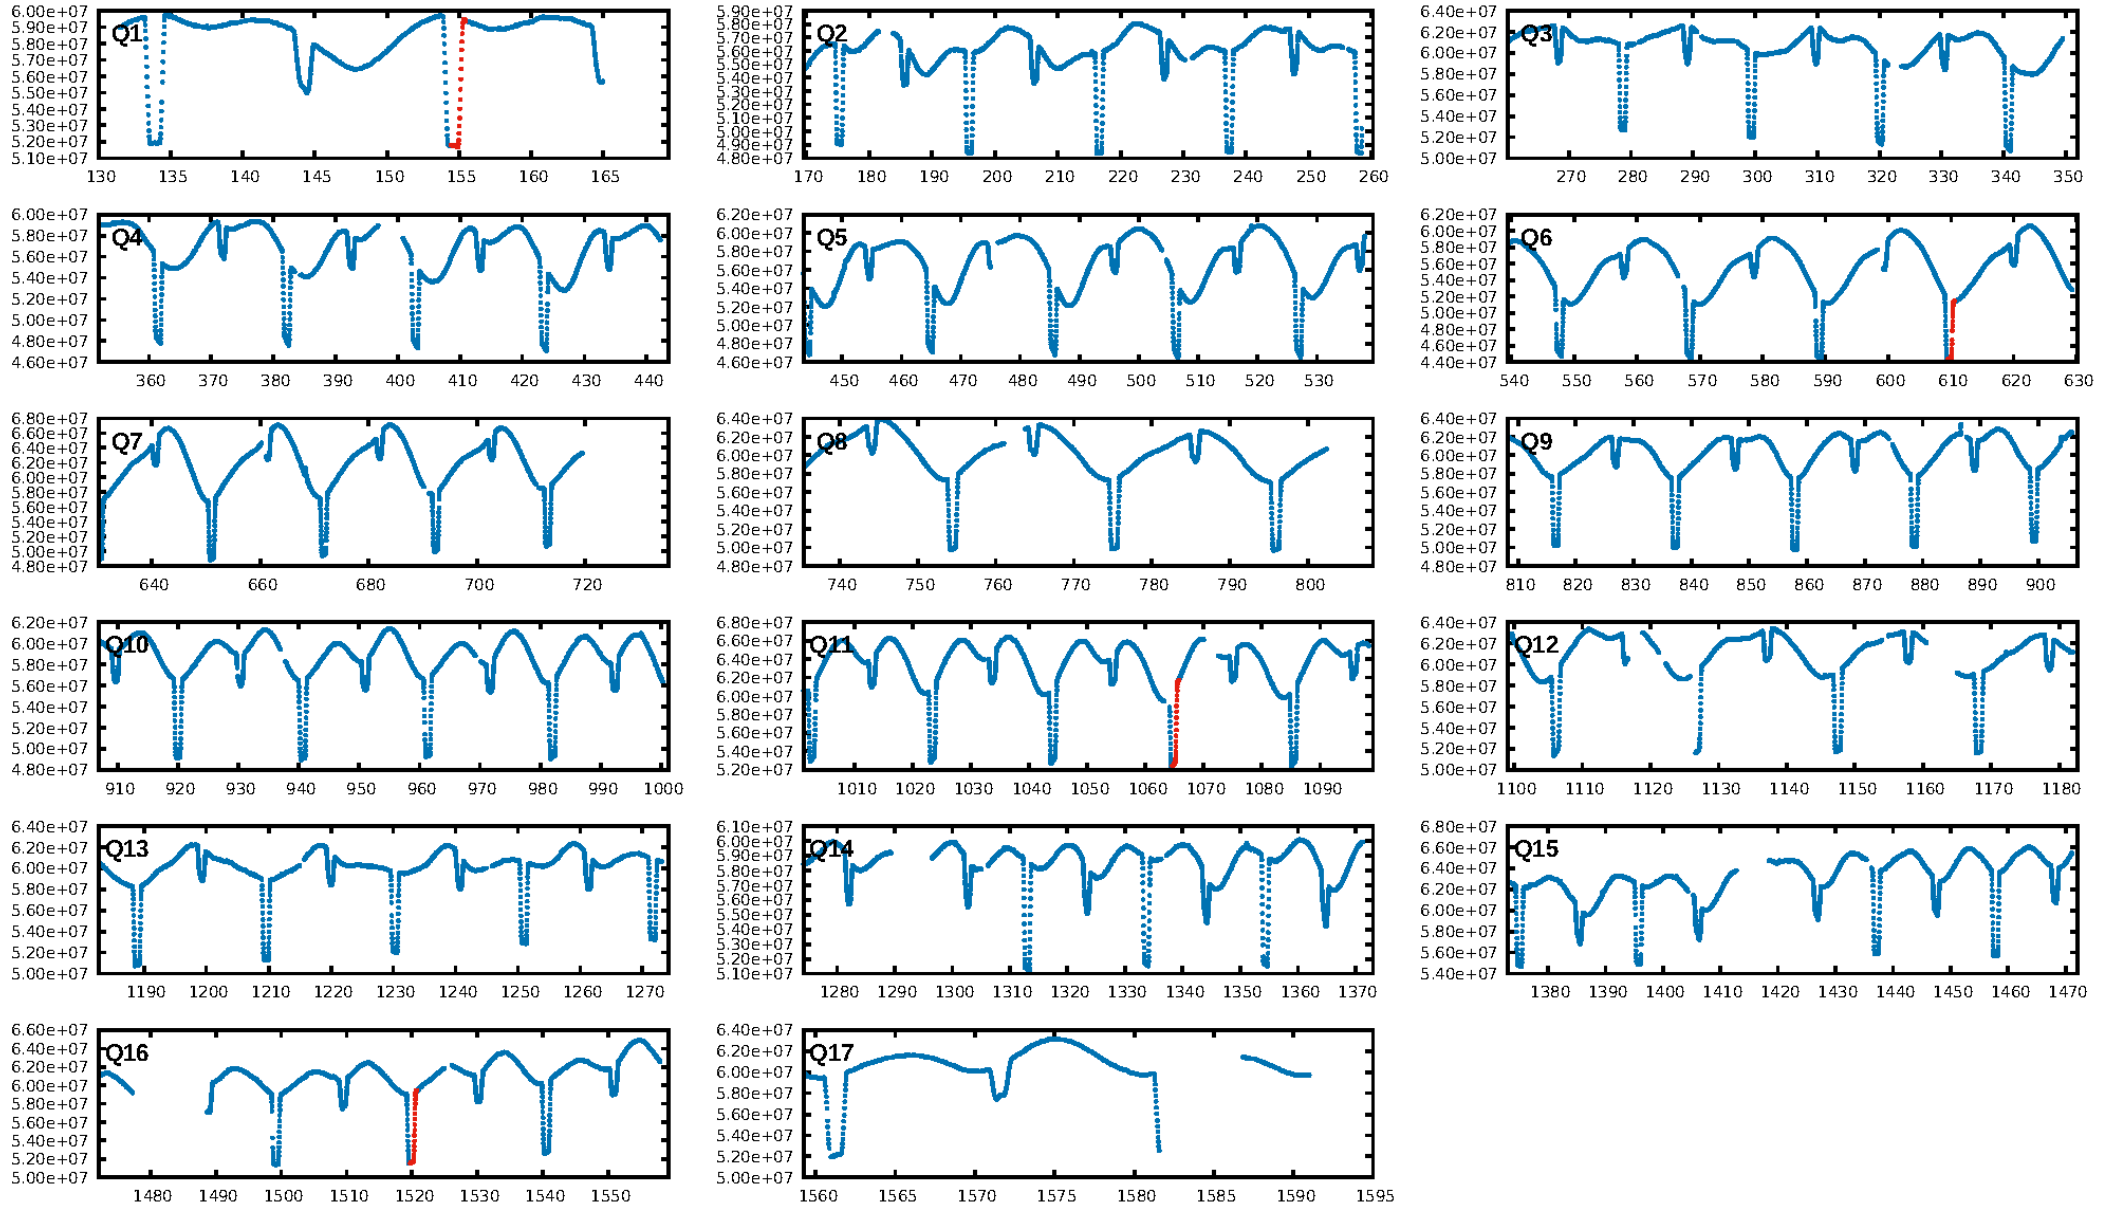 Q1
6.00e+07
5.90e+07
5.80e+07
5.70e+07
5.60e+07
5.50e+07
5.40e+07
5.30e+07
5.20e+07
5.10e+07
130 135 140 145 150 155 160 165
Q2
5.90e+07
5.80e+07
5.70e+07
5.60e+07
5.50e+07
5.40e+07
5.30e+07
5.20e+07
5.10e+07
5.00e+07
4.90e+07
4.80e+07
170 180 190 200 210 220 230 240 250 260
Q3
6.40e+07
6.20e+07
6.00e+07
5.80e+07
5.60e+07
5.40e+07
5.20e+07
5.00e+07
270 280 290 300 310 320 330 340 350
Q4
6.00e+07
5.80e+07
5.60e+07
5.40e+07
5.20e+07
5.00e+07
4.80e+07
4.60e+07
360 370 380 390 400 410 420 430 440
Q5
6.20e+07
6.00e+07
5.80e+07
5.60e+07
5.40e+07
5.20e+07
5.00e+07
4.80e+07
4.60e+07
450 460 470 480 490 500 510 520 530
Q6
6.20e+07
6.00e+07
5.80e+07
5.60e+07
5.40e+07
5.20e+07
5.00e+07
4.80e+07
4.60e+07
4.40e+07
540 550 560 570 580 590 600 610 620 630
Q7
6.80e+07
6.60e+07
6.40e+07
6.20e+07
6.00e+07
5.80e+07
5.60e+07
5.40e+07
5.20e+07
5.00e+07
4.80e+07
640 660 680 700 720
Q8
6.40e+07
6.20e+07
6.00e+07
5.80e+07
5.60e+07
5.40e+07
5.20e+07
5.00e+07
4.80e+07
740 750 760 770 780 790 800
Q9
6.40e+07
6.20e+07
6.00e+07
5.80e+07
5.60e+07
5.40e+07
5.20e+07
5.00e+07
4.80e+07
810 820 830 840 850 860 870 880 890 900
Q10
6.20e+07
6.00e+07
5.80e+07
5.60e+07
5.40e+07
5.20e+07
5.00e+07
4.80e+07
910 920 930 940 950 960 970 980 990 1000
Q11
6.80e+07
6.60e+07
6.40e+07
6.20e+07
6.00e+07
5.80e+07
5.60e+07
5.40e+07
5.20e+07
1010 1020 1030 1040 1050 1060 1070 1080 1090
Q12
6.40e+07
6.20e+07
6.00e+07
5.80e+07
5.60e+07
5.40e+07
5.20e+07
5.00e+07
1100 1110 1120 1130 1140 1150 1160 1170 1180
Q13
6.40e+07
6.20e+07
6.00e+07
5.80e+07
5.60e+07
5.40e+07
5.20e+07
5.00e+07
1190 1200 1210 1220 1230 1240 1250 1260 1270
Q14
6.10e+07
6.00e+07
5.90e+07
5.80e+07
5.70e+07
5.60e+07
5.50e+07
5.40e+07
5.30e+07
5.20e+07
5.10e+07
1280 1290 1300 1310 1320 1330 1340 1350 1360 1370
Q15
6.80e+07
6.60e+07
6.40e+07
6.20e+07
6.00e+07
5.80e+07
5.60e+07
5.40e+07
1380 1390 1400 1410 1420 1430 1440 1450 1460 1470
Q16
6.60e+07
6.40e+07
6.20e+07
6.00e+07
5.80e+07
5.60e+07
5.40e+07
5.20e+07
5.00e+07
1480 1490 1500 1510 1520 1530 1540 1550
Q17
6.40e+07
6.20e+07
6.00e+07
5.80e+07
5.60e+07
5.40e+07
5.20e+07
5.00e+07
1560 1565 1570 1575 1580 1585 1590 1595